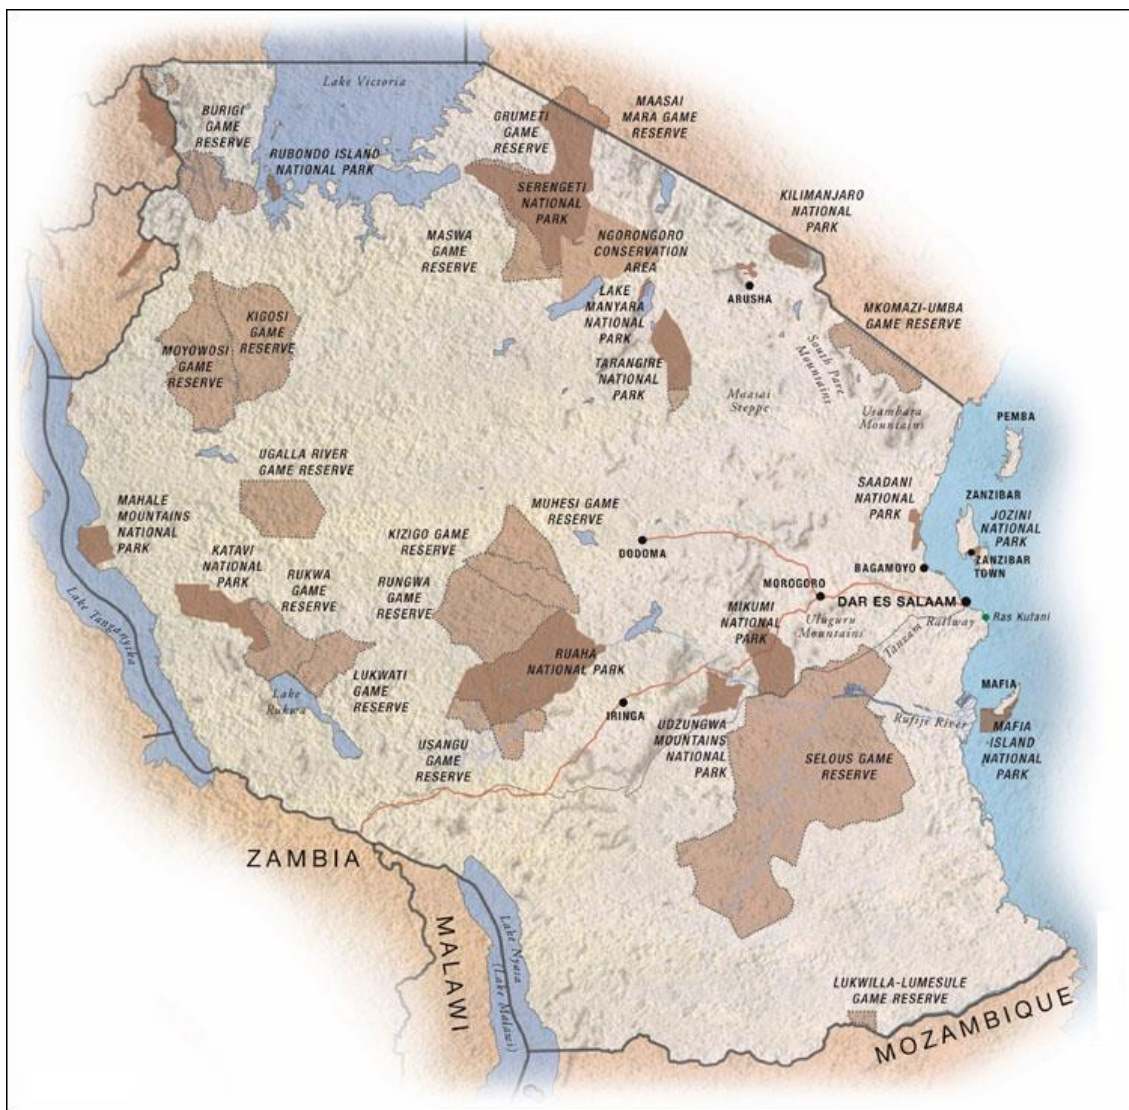 Lake Victoria
BURIGI
GAME
RESERVE
RUBONDO ISLAND
NATIONAL PARK
GRUMETI
GAME
RESERVE
MAASAI
MARA GAME
RESERVE
SERENGETI
NATIONAL
PARK
KILIMANJARO
NATIONAL
PARK
MASWA
GAME
RESERVE
NGORONGORO
CONSERVATION
AREA
LAKE
MANYARA
NATIONAL
PARK
ARUSHA
MKOMAZI-UMBA
GAME RESERVE
KIGOSI
GAME
RESERVE
MOYOWOSI
GAME
RESERVE
TARANGIRE
NATIONAL
PARK
South Pare
Mountains
Maasai
Steppe
Usambara
Mountains
PEMBA
UGALLA RIVER
GAME RESERVE
SAADANI
NATIONAL
PARK
ZANZIBAR
JOZINI
NATIONAL
PARK
ZANZIBAR
TOWN
MAHALE
MOUNTAINS
NATIONAL
PARK
MUHESI GAME
RESERVE
KIZIGO GAME
RESERVE
DODOMA
KATAVI
NATIONAL
PARK
RUKWA
GAME
RESERVE
RUNGWA
GAME
RESERVE
BAGAMOYO
MOROGORO
DAR ES SALAAM
Ras Kutani
MIKUMI
NATIONAL
PARK
Uluguru
Mountains
Tanzam
Railway
Lake Tanganyika
RUAHA
NATIONAL PARK
LUKWATI
GAME
RESERVE
Lake
Rukwa
IRINGA
MAFIA
Rufiji River
MAFIA
ISLAND
NATIONAL
PARK
UDZUNGWA
MOUNTAINS
NATIONAL
PARK
USANGU
GAME
RESERVE
SELOUS GAME
RESERVE
ZAMBIA
MALAWI
Lake Nyasa
(Lake Malawi)
LUKWILLA-LUMESULE
GAME RESERVE
MOZAMBIQUE